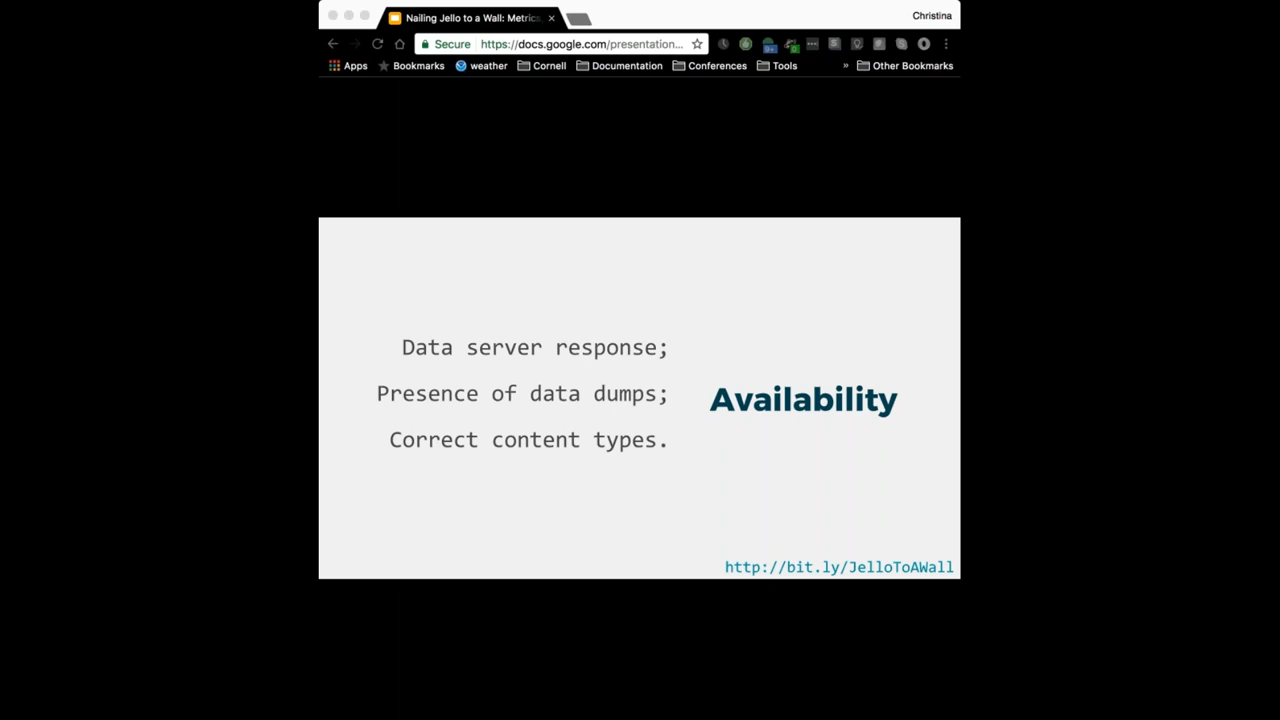 Nailing Jello to a Wall: Metrics,
Christina
Secure https://docs.google.com/presentation...
Apps Bookmarks weather Cornell Documentation Conferences Tools » Other Bookmarks
Data server response;
Presence of data dumps;
Correct content types.
Availability
http://bit.ly/JelloToAWall